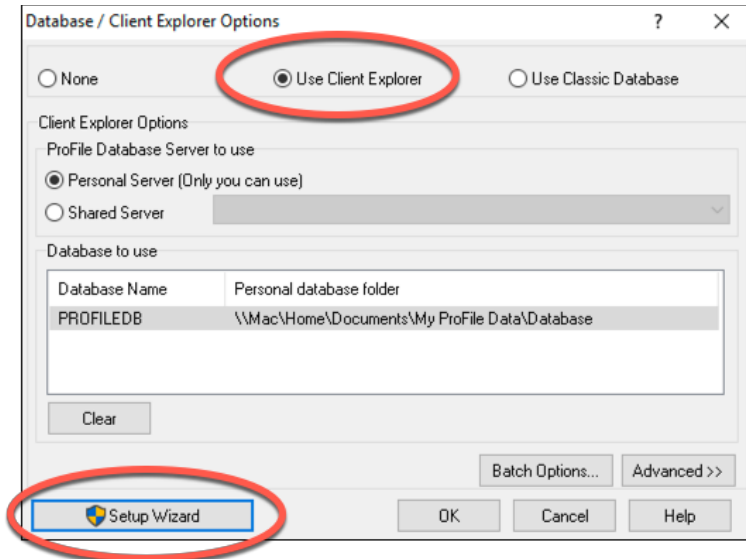 Database / Client Explorer Options
? ✕
None Use Client Explorer Use Classic Database
Client Explorer Options
ProFile Database Server to use
Personal Server (Only you can use)
Shared Server
Database to use
Database Name Personal database folder
PROFILEDB \\Mac\Home\Documents\My ProFile Data\Database
Clear
Batch Options... Advanced >>
Setup Wizard OK Cancel Help